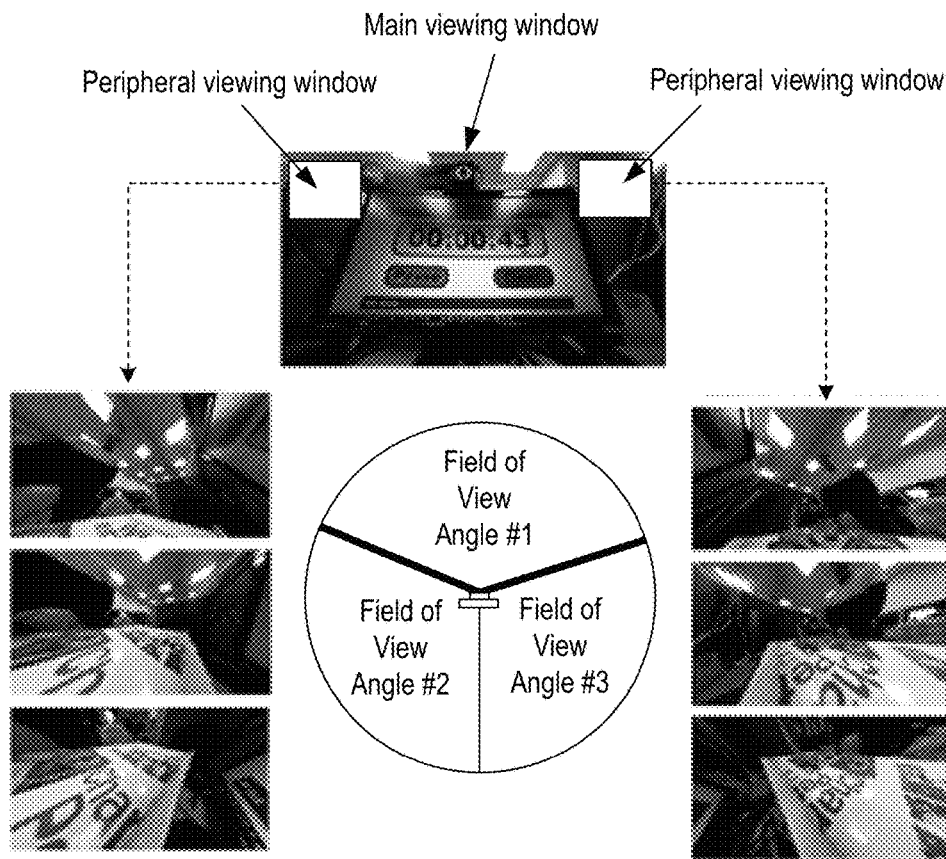 Main viewing window
Peripheral viewing window
Peripheral viewing window
00:00:43
Field of
View
Angle #1
Field of
View
Angle #2
Field of
View
Angle #3